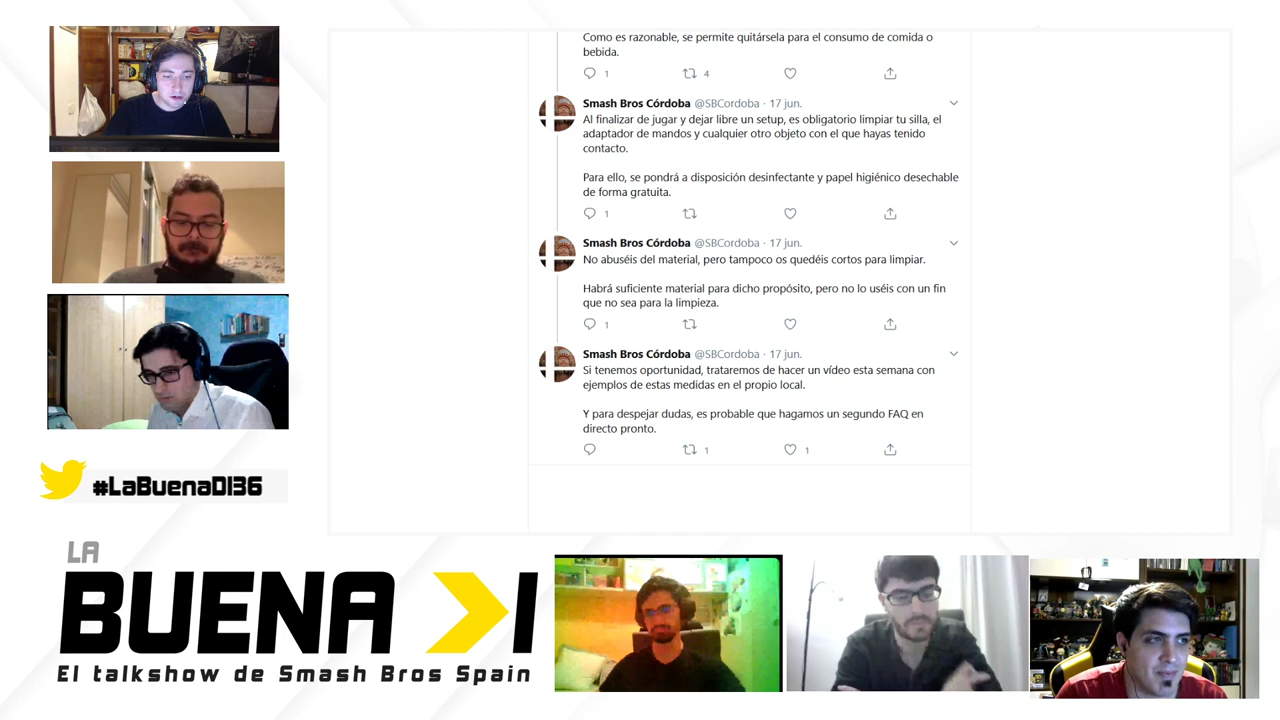 Como es razonable, se permite quitársela para el consumo de comida o
bebida.
1 4
Smash Bros Córdoba @SBCordoba · 17 jun.
Al finalizar de jugar y dejar libre un setup, es obligatorio limpiar tu silla, el
adaptador de mandos y cualquier otro objeto con el que hayas tenido
contacto.
Para ello, se pondrá a disposición desinfectante y papel higiénico desechable
de forma gratuita.
1
Smash Bros Córdoba @SBCordoba · 17 jun.
No abuséis del material, pero tampoco os quedéis cortos para limpiar.
Habrá suficiente material para dicho propósito, pero no lo uséis con un fin
que no sea para la limpieza.
1
Smash Bros Córdoba @SBCordoba · 17 jun.
Si tenemos oportunidad, trataremos de hacer un vídeo esta semana con
ejemplos de estas medidas en el propio local.
Y para despejar dudas, es probable que hagamos un segundo FAQ en
directo pronto.
1 1
#LaBuenaDI36
LA
BUENA DI
El talkshow de Smash Bros Spain